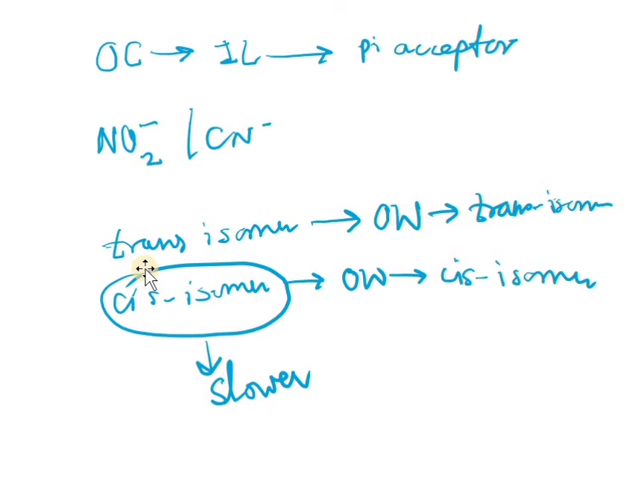 OC → IL → pi acceptor
NO₂⁻ | CN⁻
trans isomer → OW → trans-isomer
cis-isomer → OW → cis-isomer
slower